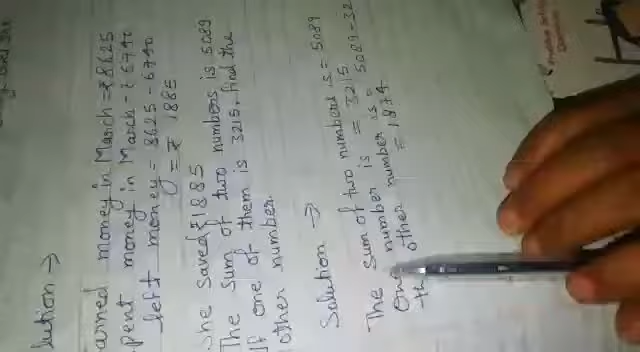 lution →
arned money in March = ₹8625
pent money in March = ₹6740
left money = 8625 - 6740
= ₹ 1885
She saved ₹1885
The sum of two numbers is 5089
If one of them is 3215. find the
other number.
Solution →
The sum of two numbers is = 5089
One number is = 3215
the other number is = 5089-32
= 1874